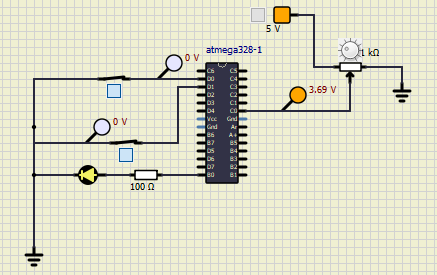 5 V
atmega328-1
0 V
1 kΩ
C6 C5
D0 C4
D1 C3
D2 C2
D3 C1
D4 C0
3.69 V
Vcc Gnd
Gnd Ar
0 V
B6 A+
B7 B5
D5 B4
D6 B3
D7 B2
B0 B1
100 Ω